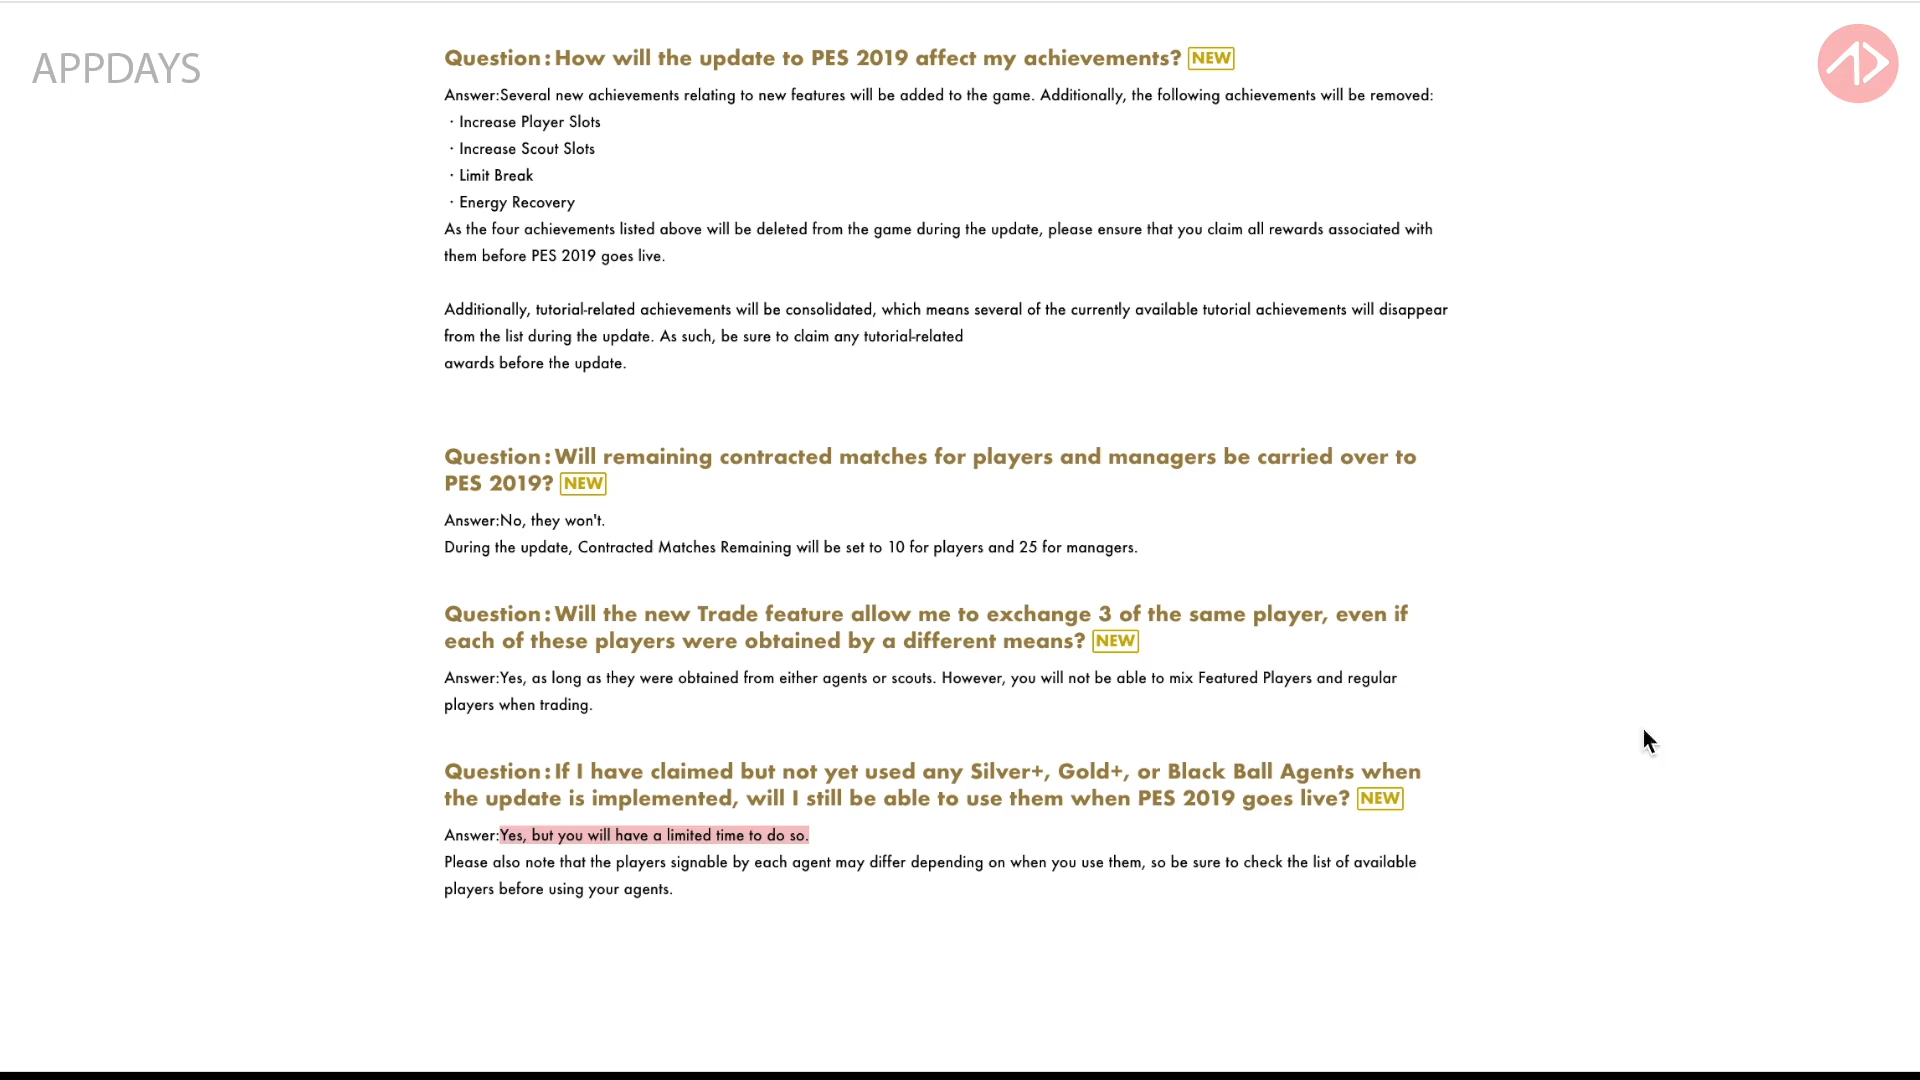 APPDAYS
Question:How will the update to PES 2019 affect my achievements? NEW
Answer:Several new achievements relating to new features will be added to the game. Additionally, the following achievements will be removed:
・Increase Player Slots
・Increase Scout Slots
・Limit Break
・Energy Recovery
As the four achievements listed above will be deleted from the game during the update, please ensure that you claim all rewards associated with
them before PES 2019 goes live.
Additionally, tutorial-related achievements will be consolidated, which means several of the currently available tutorial achievements will disappear
from the list during the update. As such, be sure to claim any tutorial-related
awards before the update.
Question:Will remaining contracted matches for players and managers be carried over to
PES 2019? NEW
Answer:No, they won't.
During the update, Contracted Matches Remaining will be set to 10 for players and 25 for managers.
Question:Will the new Trade feature allow me to exchange 3 of the same player, even if
each of these players were obtained by a different means? NEW
Answer:Yes, as long as they were obtained from either agents or scouts. However, you will not be able to mix Featured Players and regular
players when trading.
Question:If I have claimed but not yet used any Silver+, Gold+, or Black Ball Agents when
the update is implemented, will I still be able to use them when PES 2019 goes live? NEW
Answer:Yes, but you will have a limited time to do so.
Please also note that the players signable by each agent may differ depending on when you use them, so be sure to check the list of available
players before using your agents.